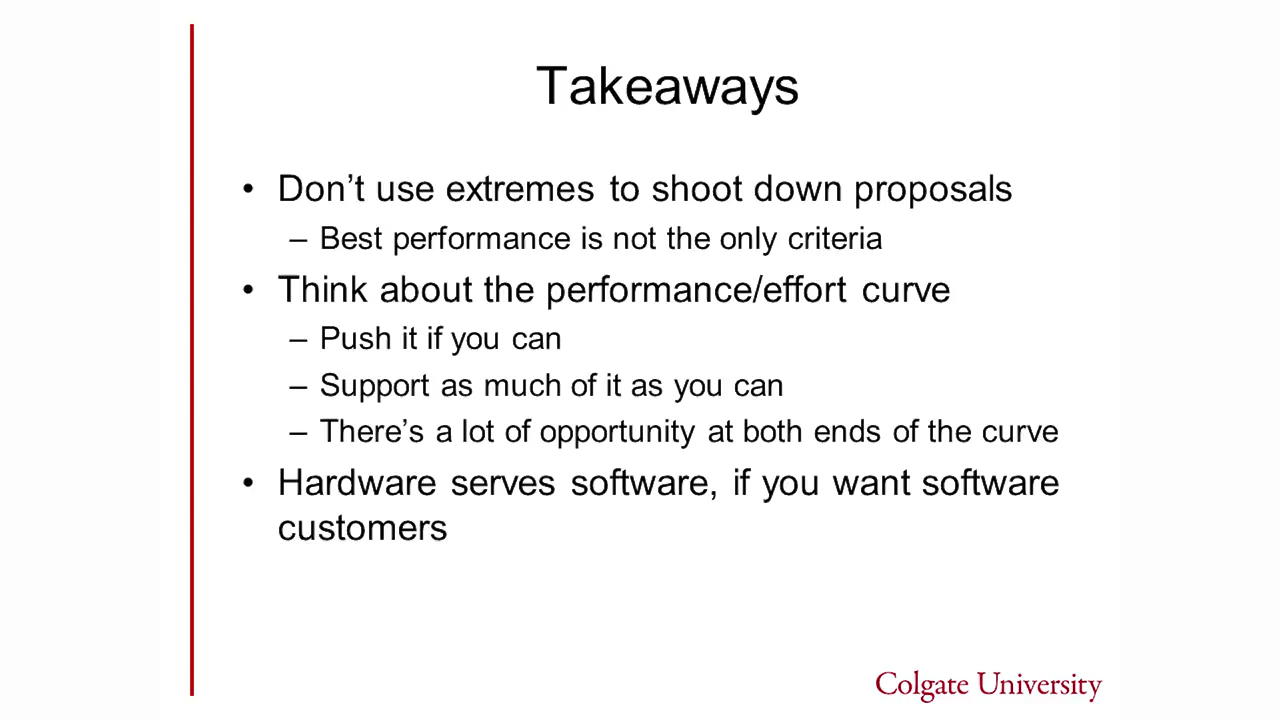 Takeaways
• Don’t use extremes to shoot down proposals
– Best performance is not the only criteria
• Think about the performance/effort curve
– Push it if you can
– Support as much of it as you can
– There’s a lot of opportunity at both ends of the curve
• Hardware serves software, if you want software
customers
Colgate University